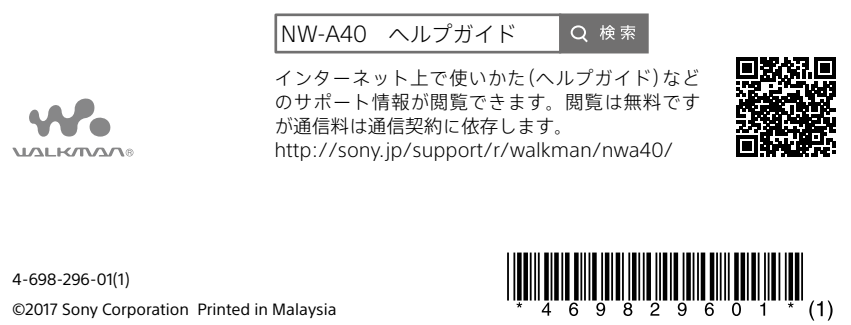 NW-A40　ヘルプガイド
検索
インターネット上で使いかた(ヘルプガイド)など
のサポート情報が閲覧できます。閲覧は無料です
が通信料は通信契約に依存します。
http://sony.jp/support/r/walkman/nwa40/
WALKMAN®
4-698-296-01(1)
©2017 Sony Corporation Printed in Malaysia
* 4 6 9 8 2 9 6 0 1 * (1)